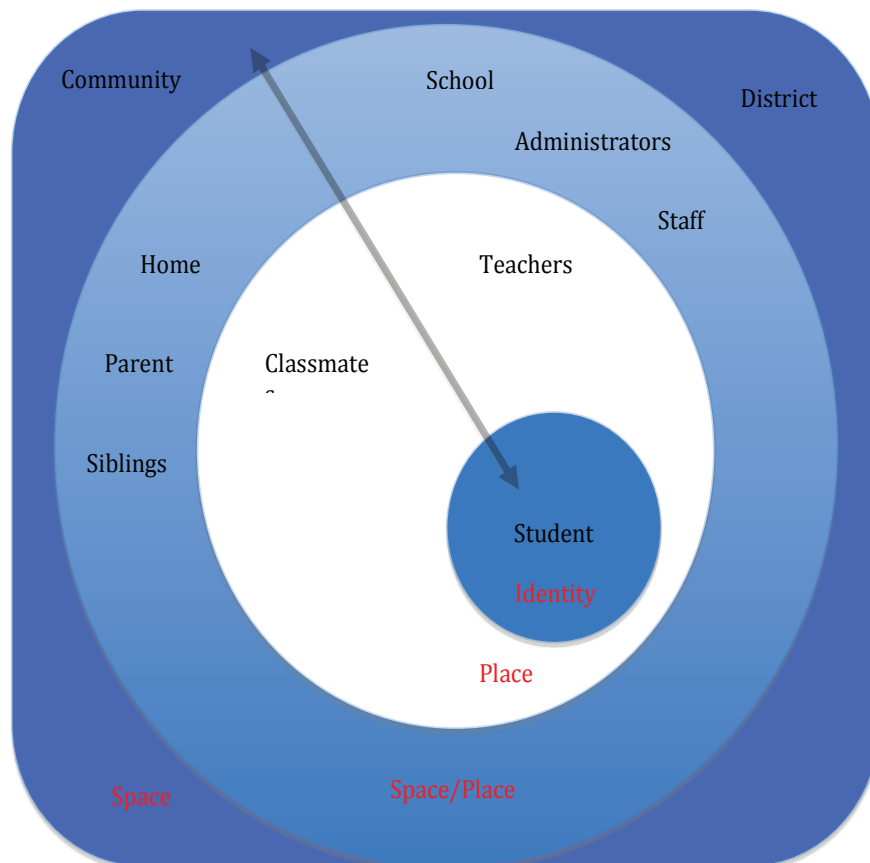 Community
School
District
Administrators
Staff
Home
Teachers
Parent
Classmate
s
Siblings
Student
Identity
Place
Space/Place
Space